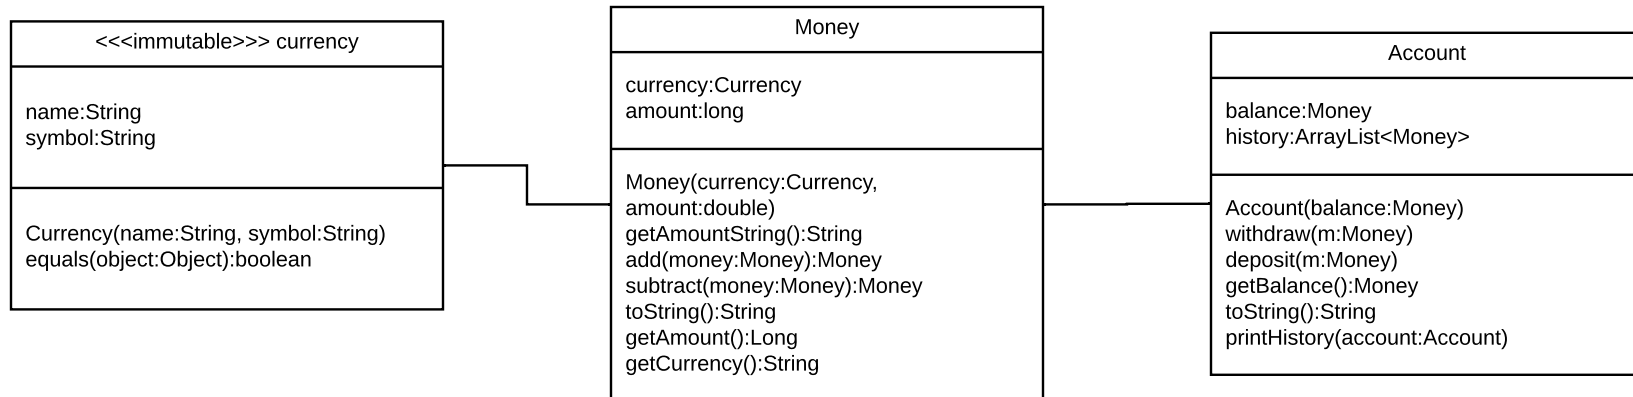 <<<immutable>>> currency
name:String
symbol:String
Currency(name:String, symbol:String)
equals(object:Object):boolean
Money
currency:Currency
amount:long
Money(currency:Currency,
amount:double)
getAmountString():String
add(money:Money):Money
subtract(money:Money):Money
toString():String
getAmount():Long
getCurrency():String
Account
balance:Money
history:ArrayList<Money>
Account(balance:Money)
withdraw(m:Money)
deposit(m:Money)
getBalance():Money
toString():String
printHistory(account:Account)